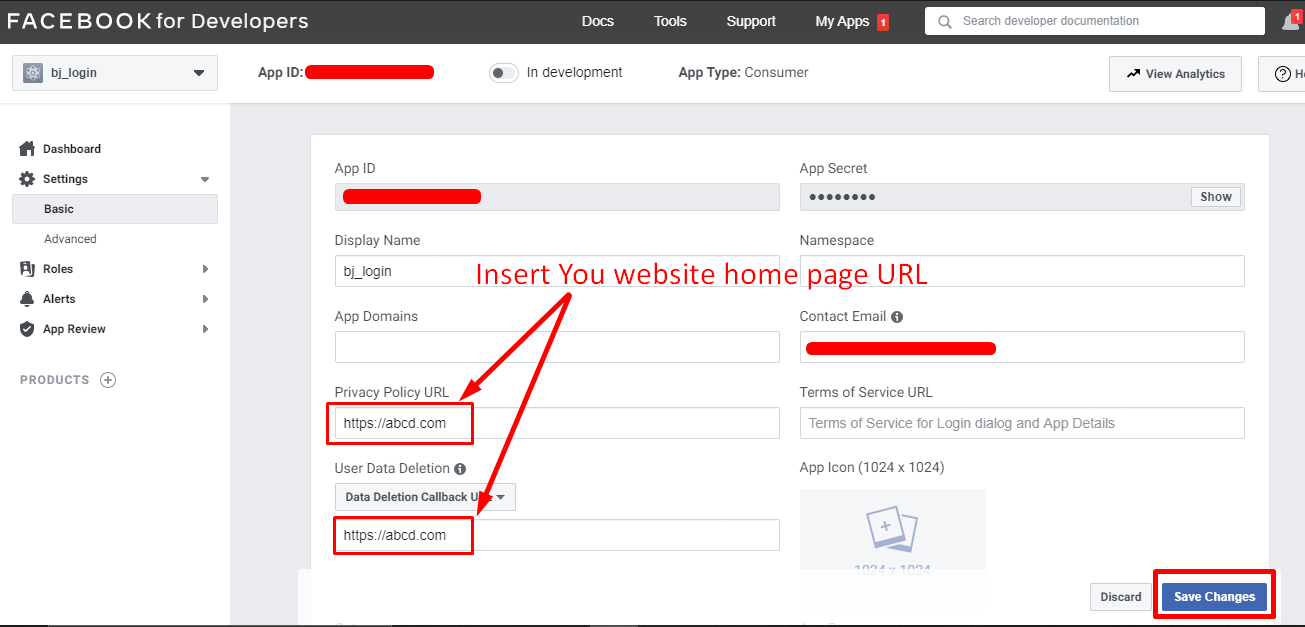 FACEBOOK for Developers
Docs
Tools
Support
My Apps
1
Search developer documentation
1
bj_login
App ID:
In development
App Type: Consumer
View Analytics
Dashboard
Settings
Basic
Advanced
Roles
Alerts
App Review
PRODUCTS
App ID
App Secret
Show
Display Name
Namespace
bj_login
Insert You website home page URL
App Domains
Contact Email
Privacy Policy URL
Terms of Service URL
https://abcd.com
Terms of Service for Login dialog and App Details
User Data Deletion
App Icon (1024 x 1024)
Data Deletion Callback
https://abcd.com
1024 x 1024
Discard
Save Changes